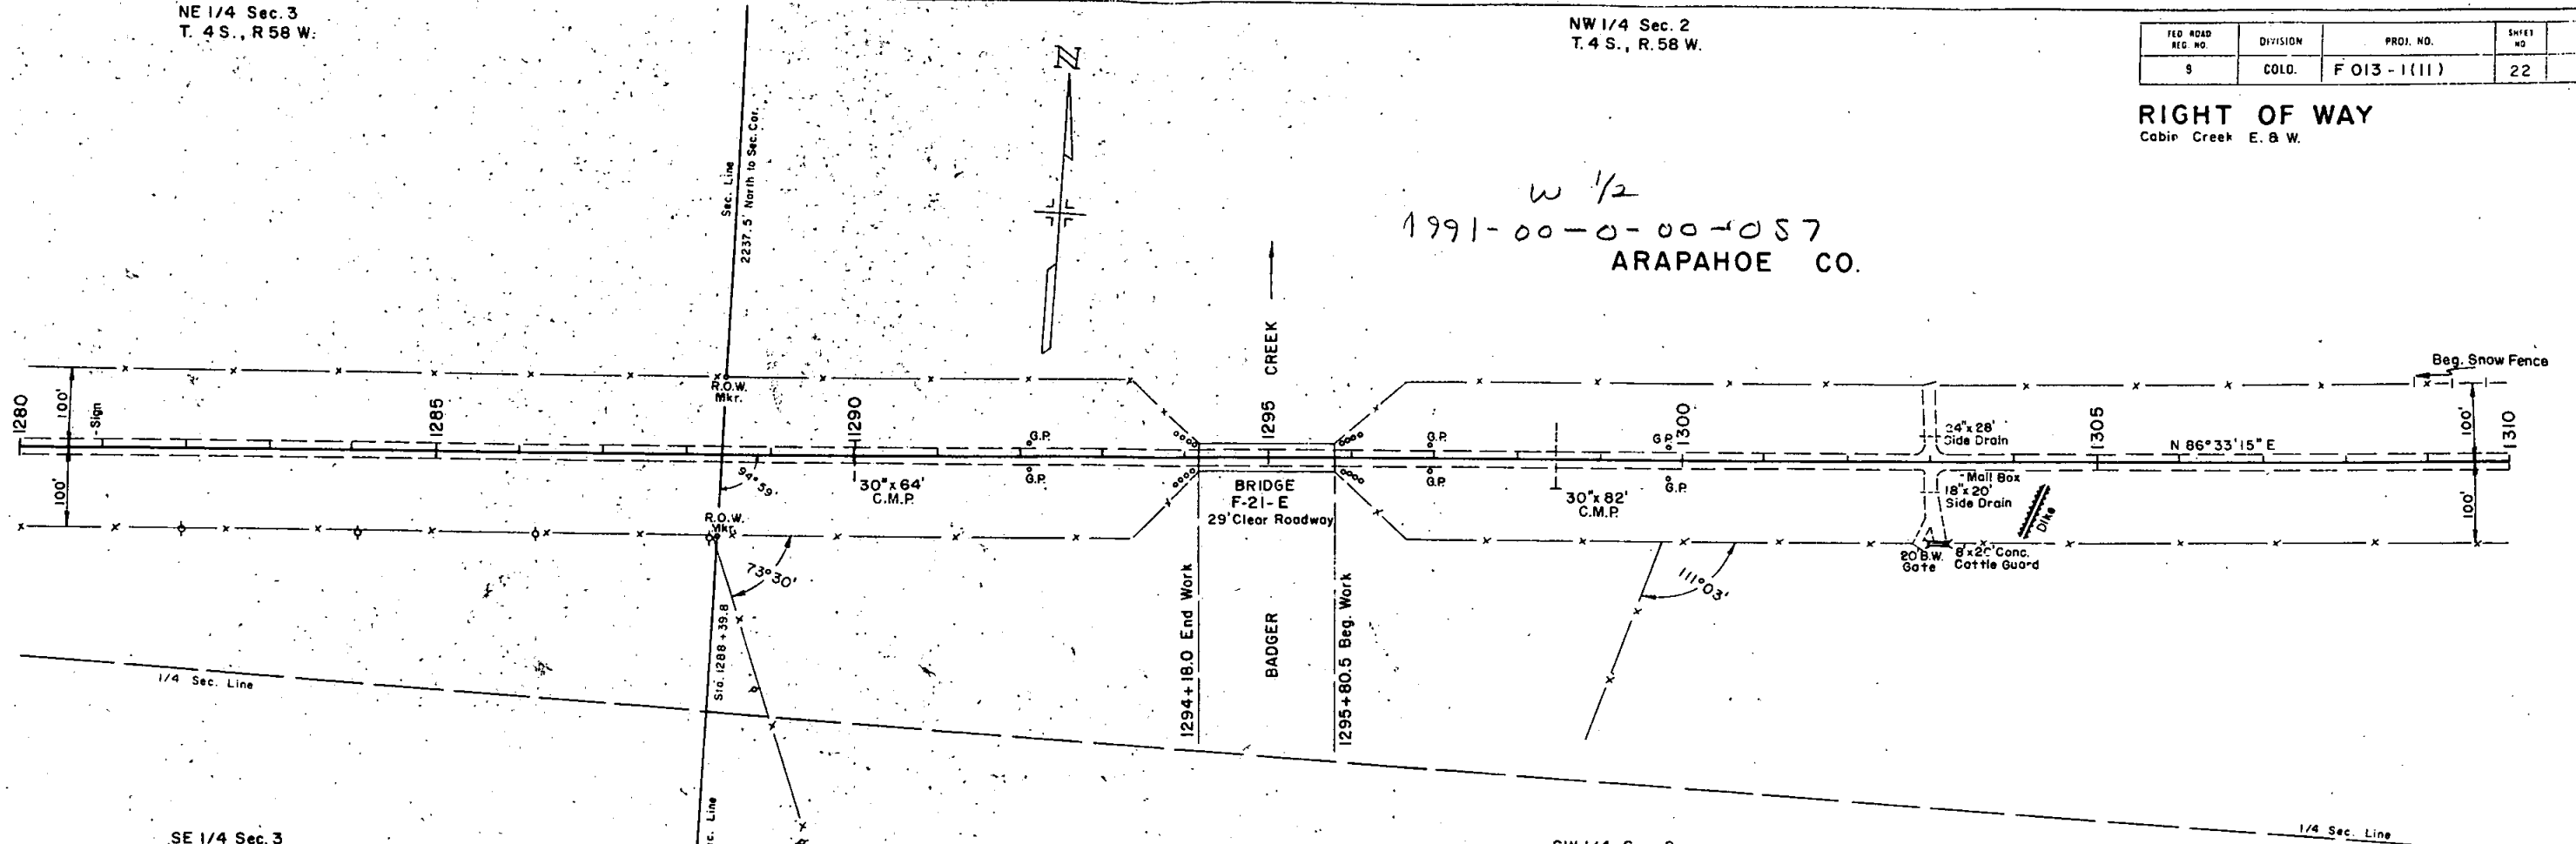 NE 1/4 Sec. 3
T. 4 S., R 58 W.
NW 1/4 Sec. 2
T. 4 S., R. 58 W.
FED ROAD REG. NO.
DIVISION
PROJ. NO.
SHEET NO
9
COLO.
F 013-1(11)
22
RIGHT OF WAY
Cabin Creek E. & W.
N
W 1/2
1991-00-0-00-057
ARAPAHOE CO.
Sec. Line
2237.5' North to Sec. Cor.
CREEK
Beg. Snow Fence
1280
100'
Sign
1285
R.O.W. Mkr.
1290
1295
1300
1305
100'
1310
G.P.
G.P.
G.P.
24"x 28' Side Drain
N 86°33'15" E
100'
94°59'
30"x 64' C.M.P.
G.P.
BRIDGE
F-21-E
29' Clear Roadway
G.P.
30"x 82' C.M.P.
G.P.
Mail Box
18"x 20' Side Drain
Dike
100'
R.O.W. Mkr.
73°30'
111°03'
20' B.W. Gate
Conc. Cattle Guard
Sta. 1288+39.8
1294+18.0 End Work
BADGER
1295+80.5 Beg. Work
1/4 Sec. Line
1/4 Sec. Line
SE 1/4 Sec. 3
Line